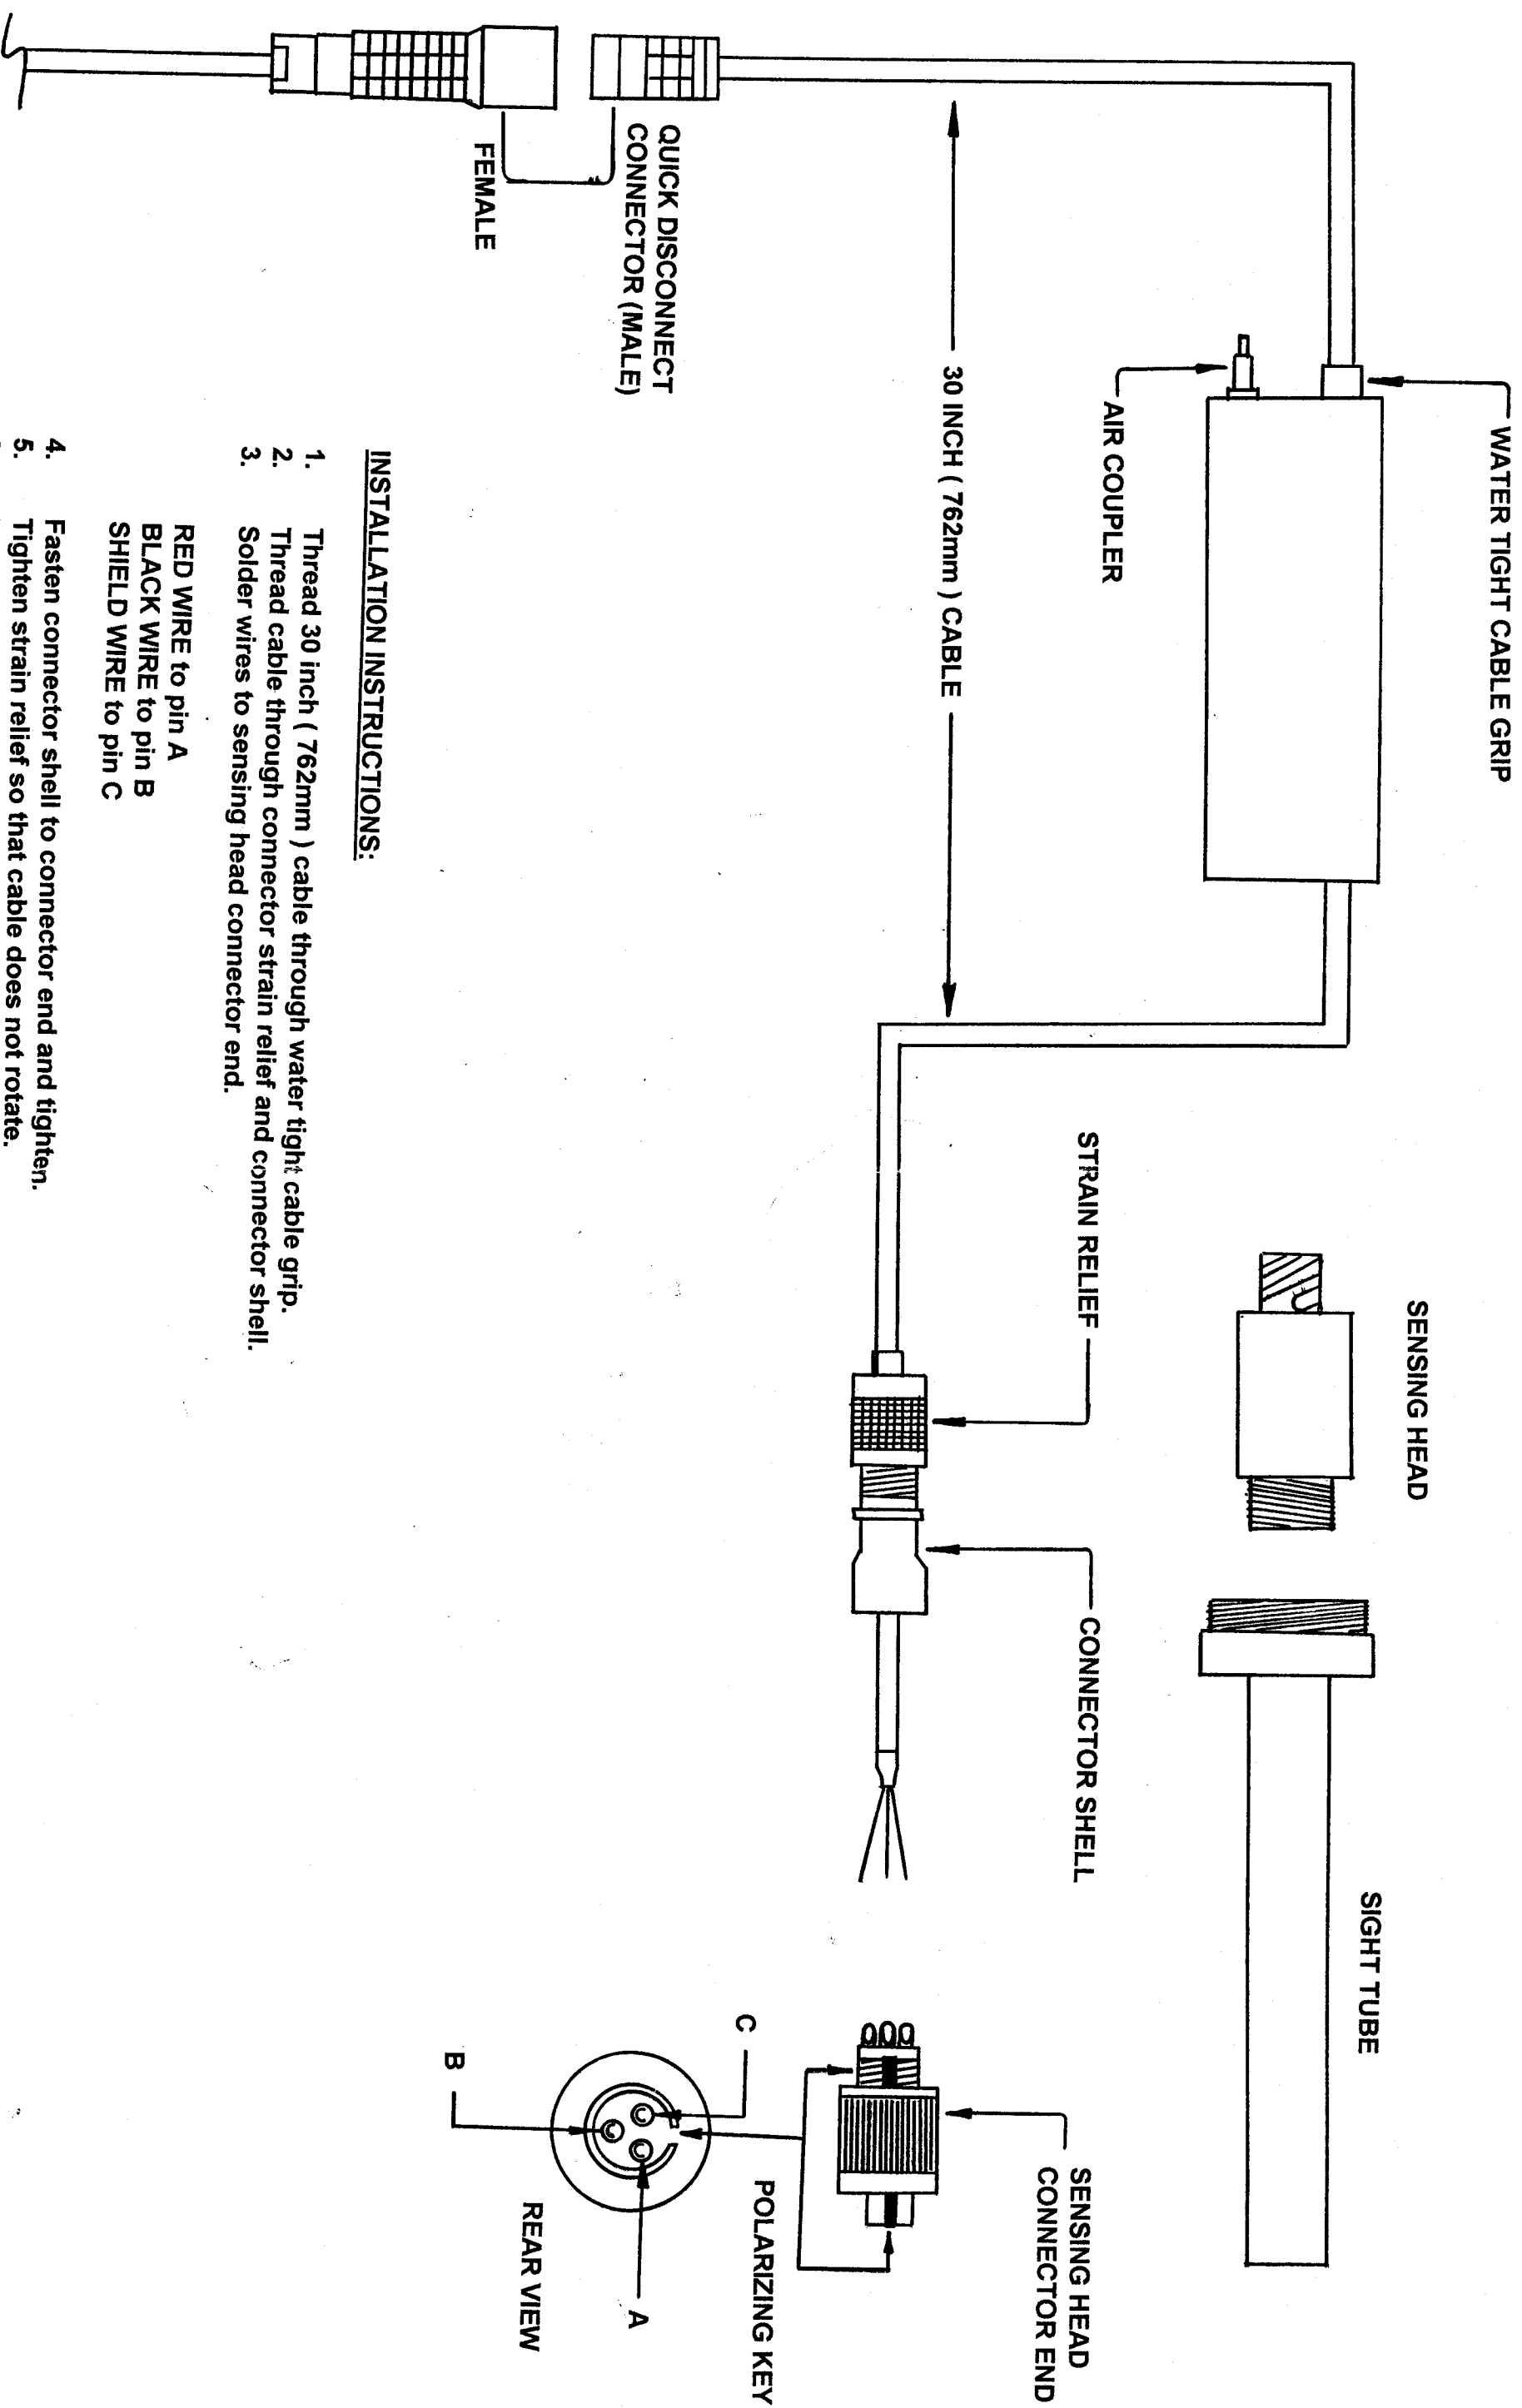 WATER TIGHT CABLE GRIP
AIR COUPLER
SENSING HEAD
SIGHT TUBE
30 INCH ( 762mm ) CABLE
STRAIN RELIEF
CONNECTOR SHELL
SENSING HEAD
CONNECTOR END
QUICK DISCONNECT
CONNECTOR (MALE)
FEMALE
POLARIZING KEY
C
B
A
REAR VIEW
INSTALLATION INSTRUCTIONS:
1. Thread 30 inch ( 762mm ) cable through water tight cable grip.
2. Thread cable through connector strain relief and connector shell.
3. Solder wires to sensing head connector end.
RED WIRE to pin A
BLACK WIRE to pin B
SHIELD WIRE to pin C
4. Fasten connector shell to connector end and tighten.
5. Tighten strain relief so that cable does not rotate.